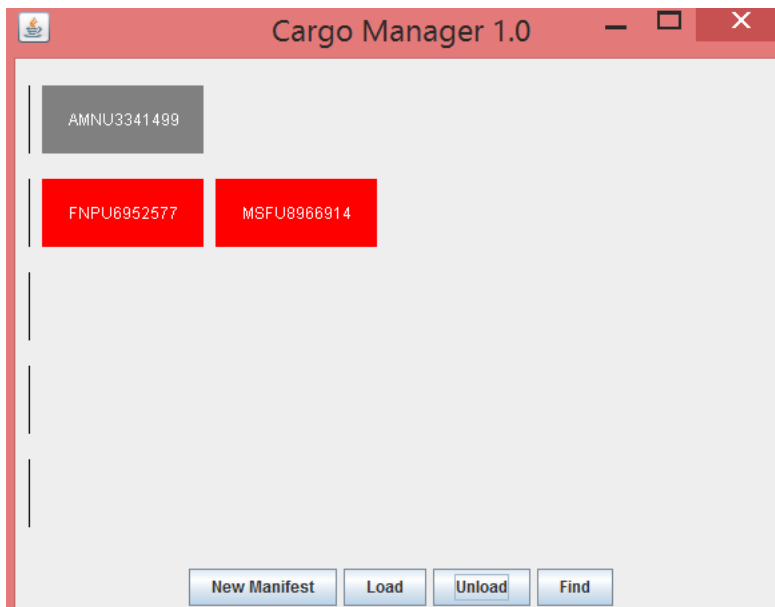 Cargo Manager 1.0
AMNU3341499
FNPU6952577 MSFU8966914
New Manifest Load Unload Find